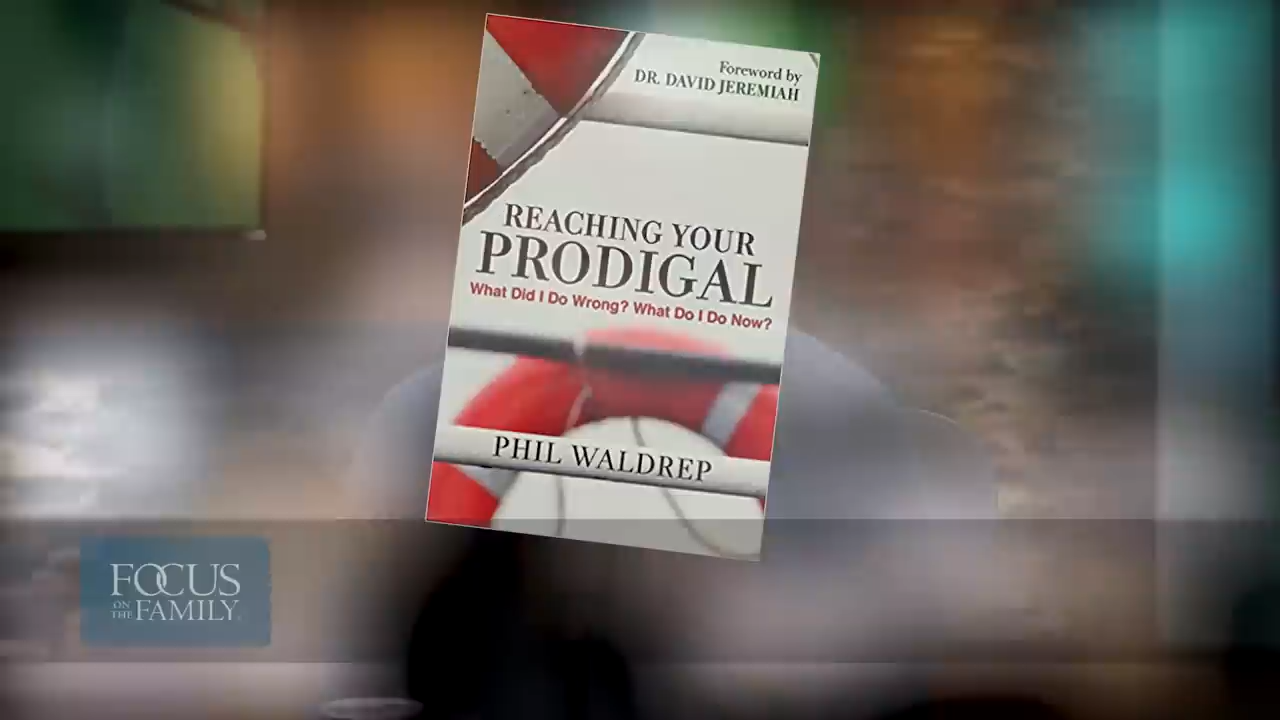 Foreword by
DR. DAVID JEREMIAH
REACHING YOUR
PRODIGAL
What Did I Do Wrong? What Do I Do Now?
PHIL WALDREP
FOCUS
ON THE FAMILY